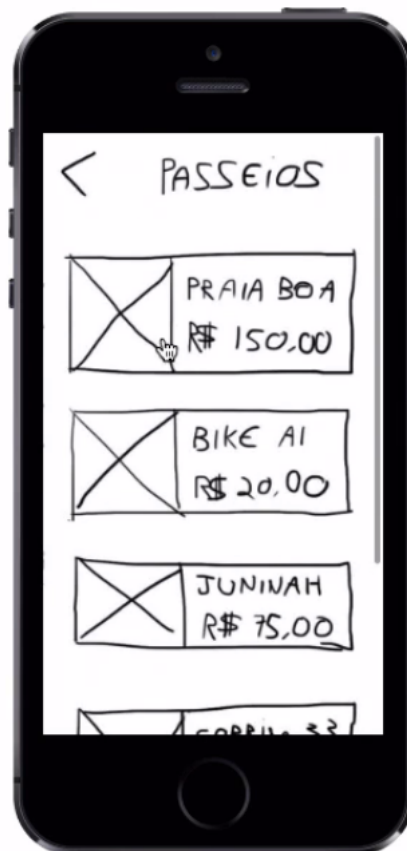 PASSEIOS
PRAIA BOA
R$ 150,00
BIKE AI
R$ 20,00
JUNINAH
R$ 75,00